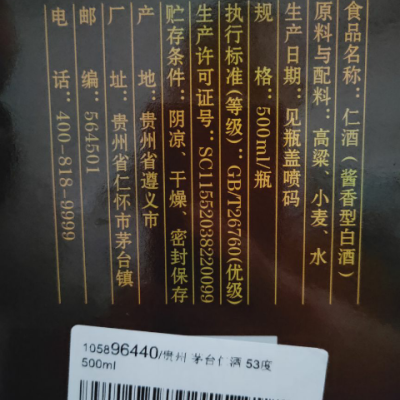 食品名称：仁酒（酱香型白酒）
原料与配料：高粱、小麦、水
生产日期：见瓶盖喷码
规格：500ml/瓶
执行标准(等级)：GB/T26760(优级)
生产许可证号：SC11552038220099
贮存条件：阴凉、干燥、密封保存
产地：贵州省遵义市
厂址：贵州省仁怀市茅台镇
邮编：564501
电话：400-818-9999
105896440/贵州 茅台仁酒 53度
500ml